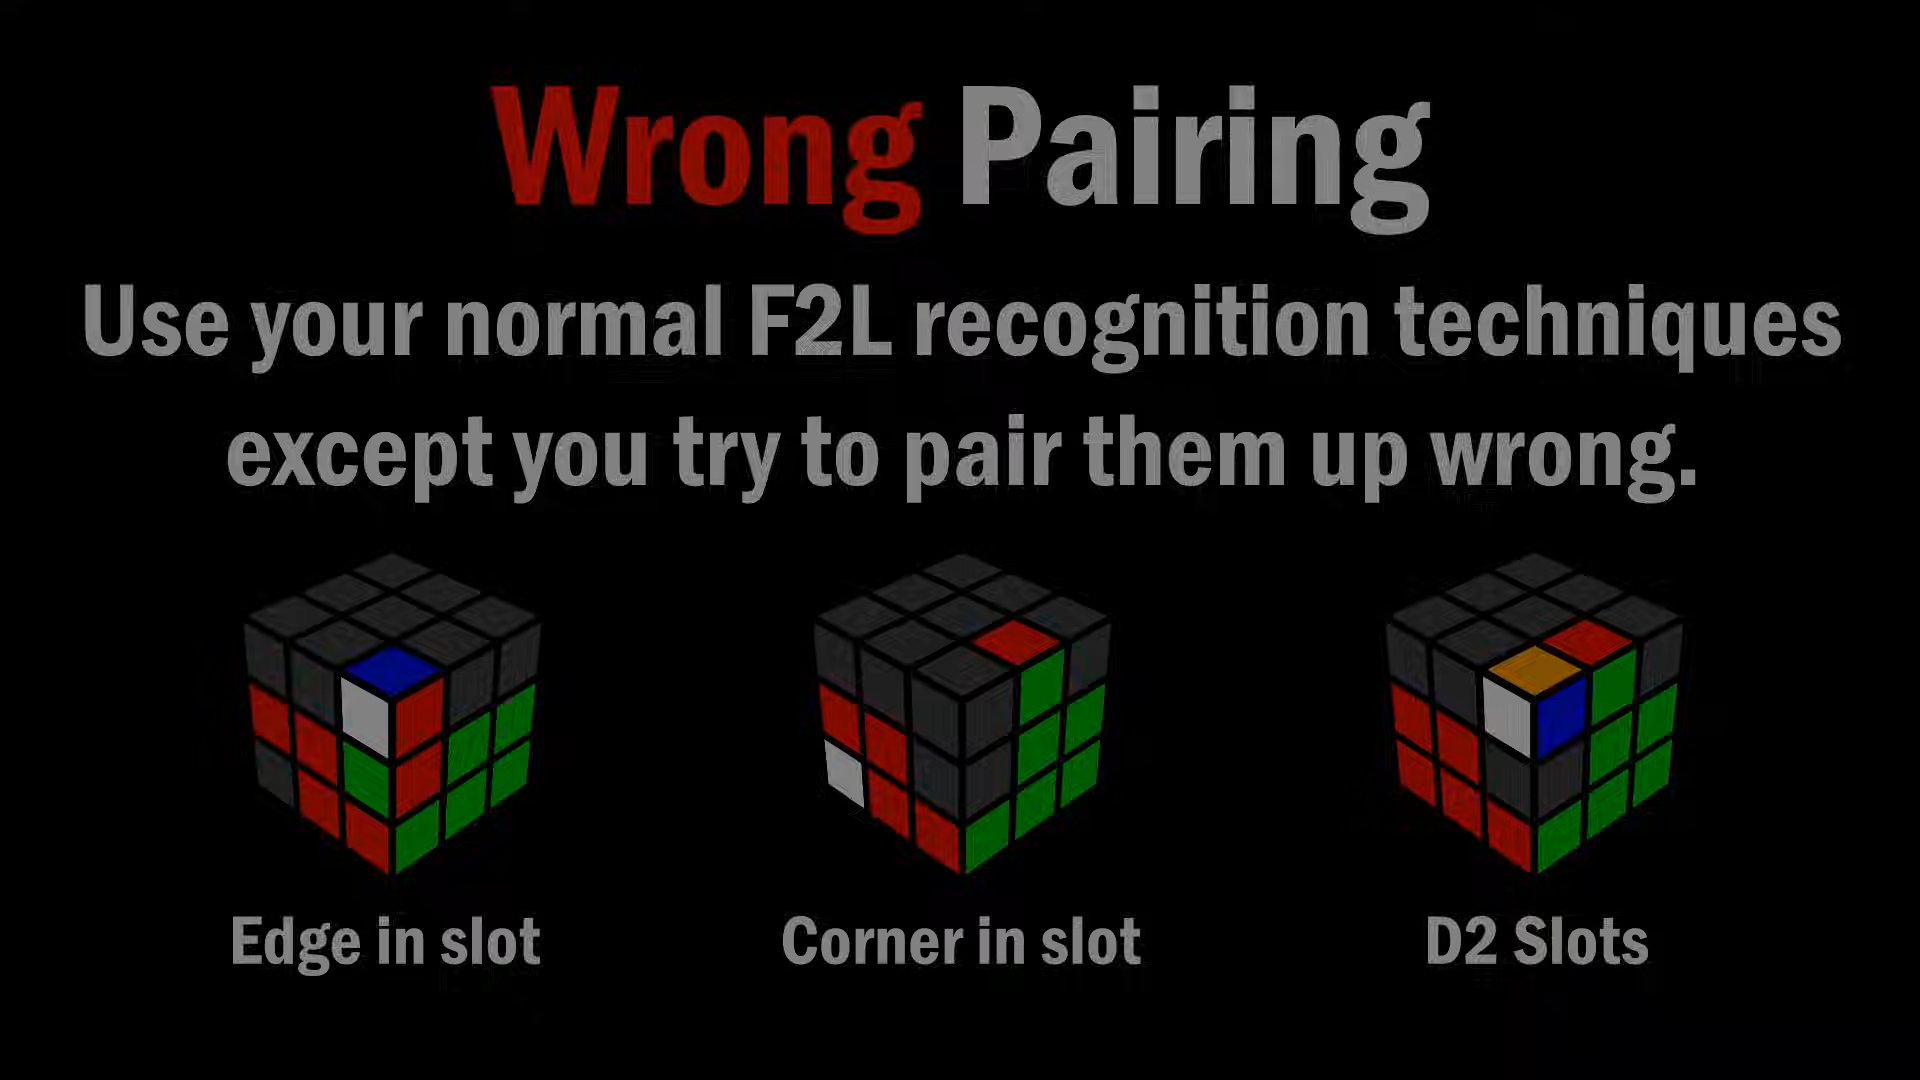 Wrong Pairing
Use your normal F2L recognition techniques
except you try to pair them up wrong.
Edge in slot
Corner in slot
D2 Slots